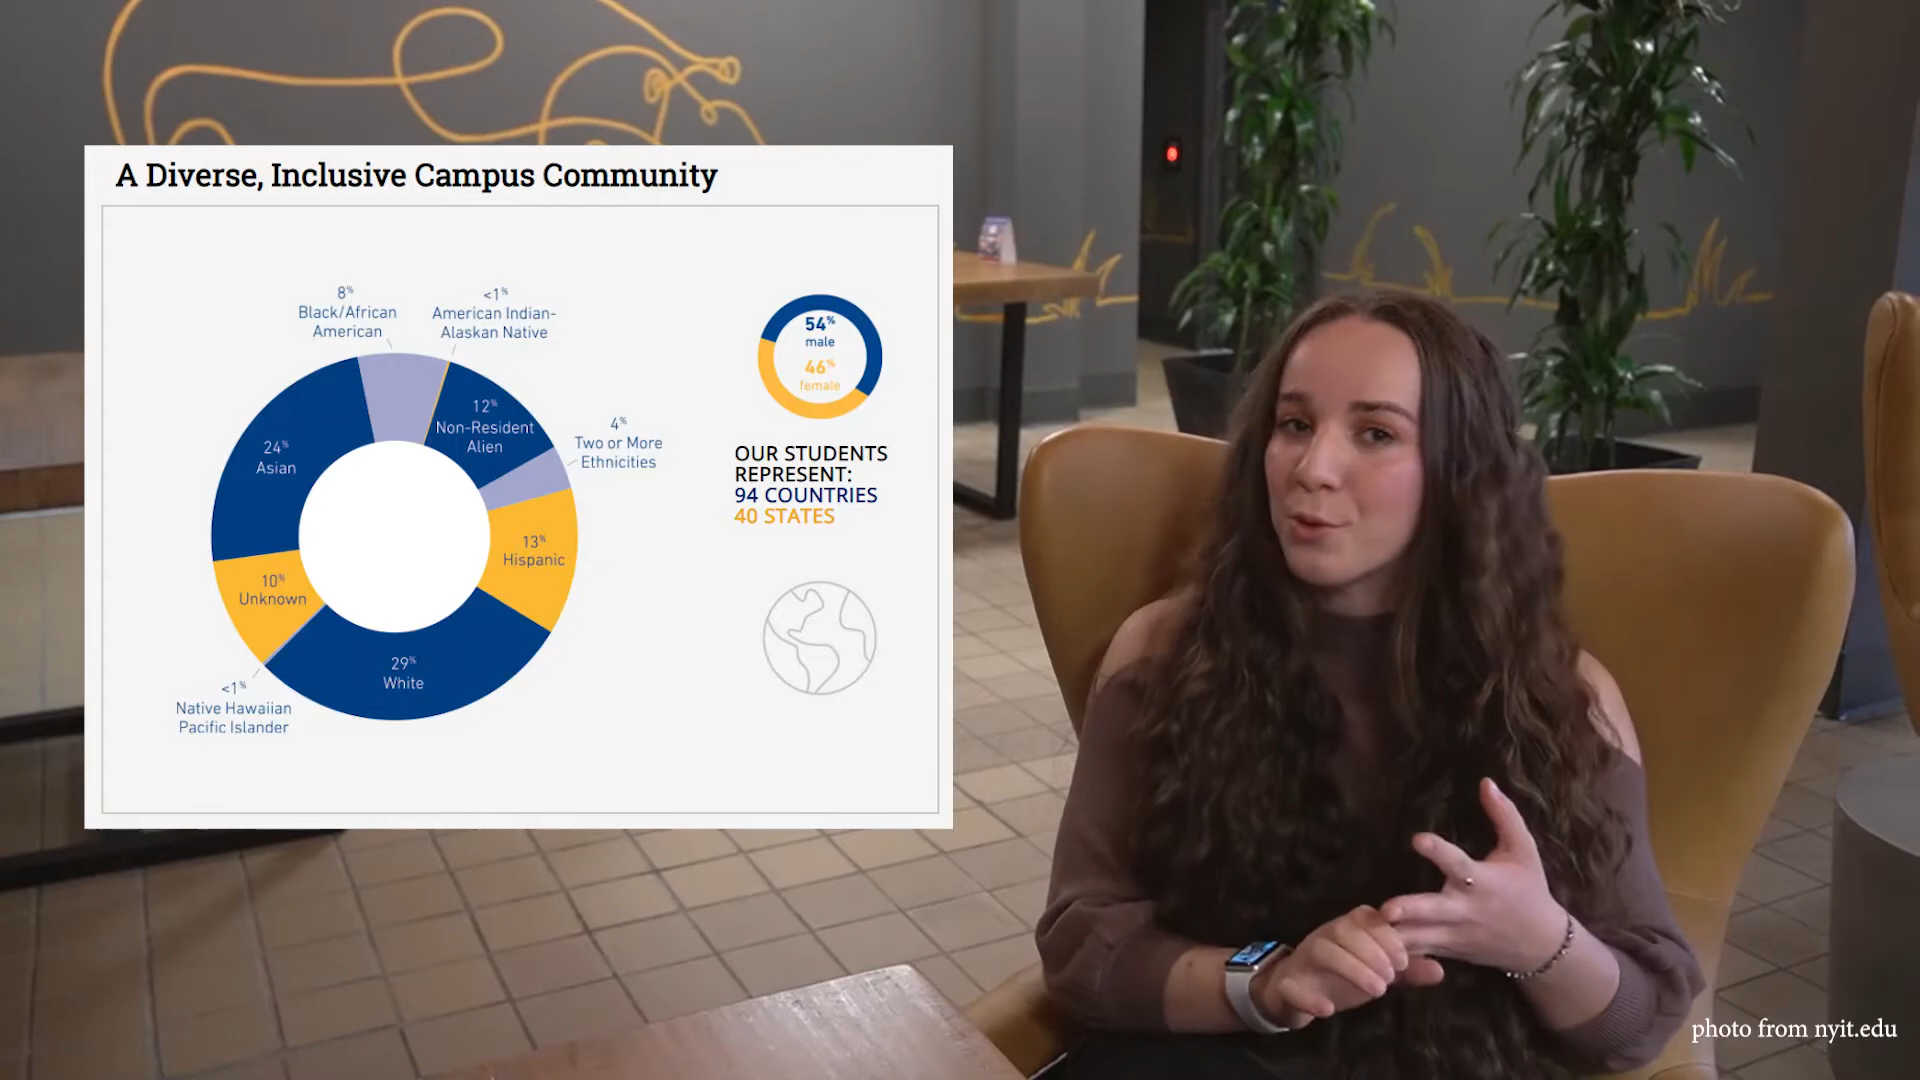 A Diverse, Inclusive Campus Community
8%
Black/African
American
<1%
American Indian-
Alaskan Native
12%
Non-Resident
Alien
4%
Two or More
Ethnicities
24%
Asian
13%
Hispanic
10%
Unknown
29%
White
<1%
Native Hawaiian
Pacific Islander
54%
male
46%
female
OUR STUDENTS
REPRESENT:
94 COUNTRIES
40 STATES
photo from nyit.edu